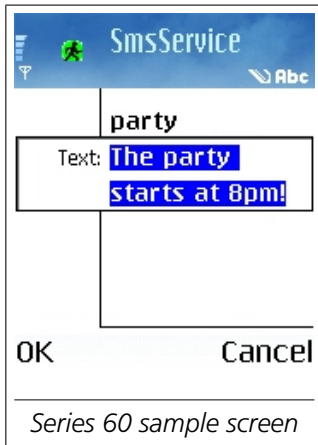 SmsService
Abc
party
Text: The party
starts at 8pm!
OK Cancel
Series 60 sample screen